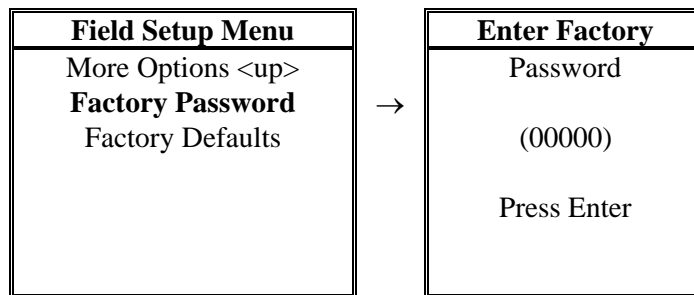 Field Setup Menu
More Options <up>
Factory Password
Factory Defaults
→
Enter Factory
Password
(00000)
Press Enter